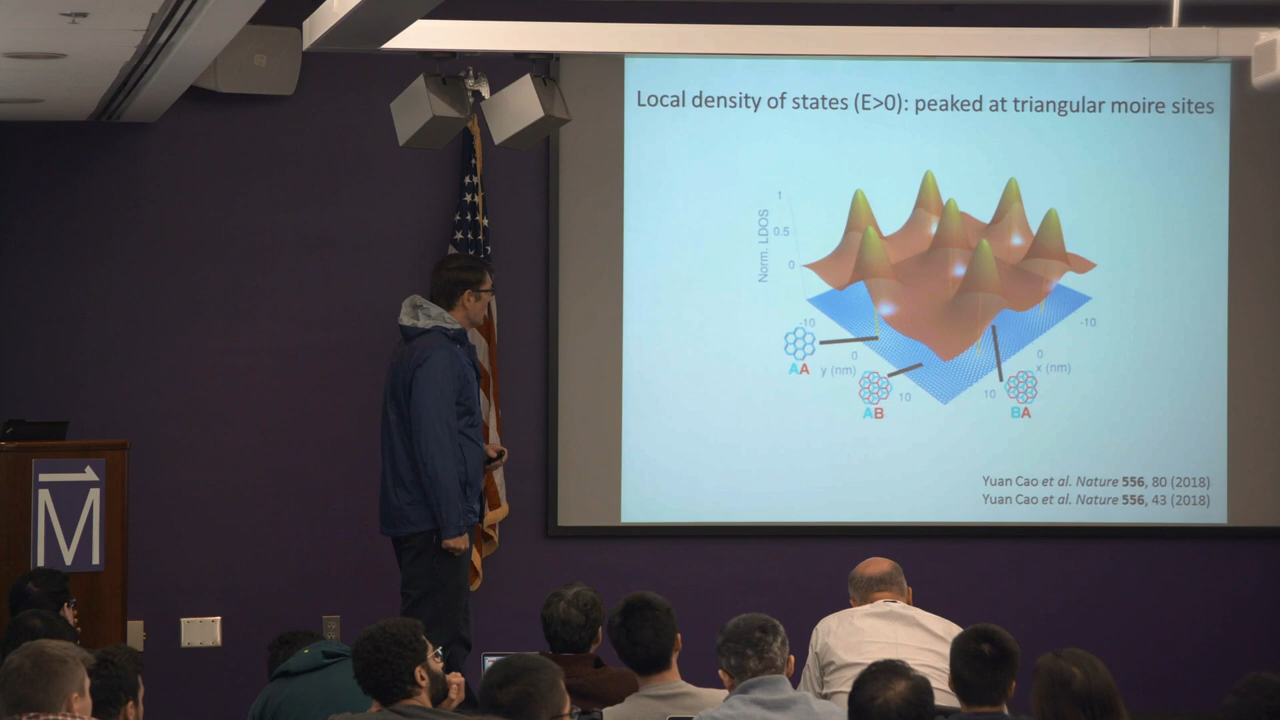 Local density of states (E>0): peaked at triangular moire sites
Norm. LDOS
1
0.5
0
-10
0
10
y (nm)
-10
0
10
x (nm)
AA
AB
BA
Yuan Cao et al. Nature 556, 80 (2018)
Yuan Cao et al. Nature 556, 43 (2018)
M